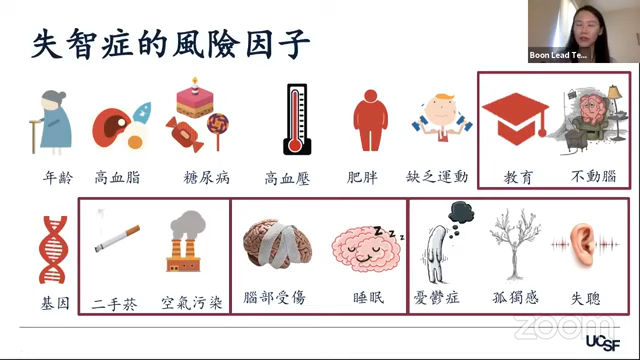 失智症的風險因子
Boon Lead Te...
年齡 高血脂 糖尿病 高血壓 肥胖 缺乏運動 教育 不動腦
Z Z Z Z
基因 二手菸 空氣污染 腦部受傷 睡眠 憂鬱症 孤獨感 失聰
zoom
UCSF